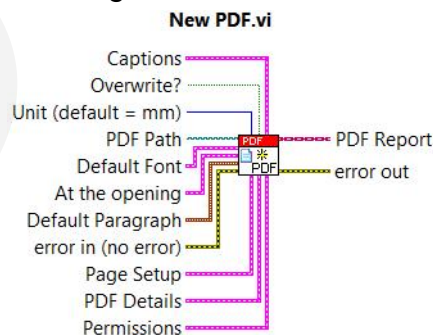 New PDF.vi
Captions
Overwrite?
Unit (default = mm)
PDF Path
Default Font
At the opening
Default Paragraph
error in (no error)
Page Setup
PDF Details
Permissions
PDF
PDF
PDF Report
error out